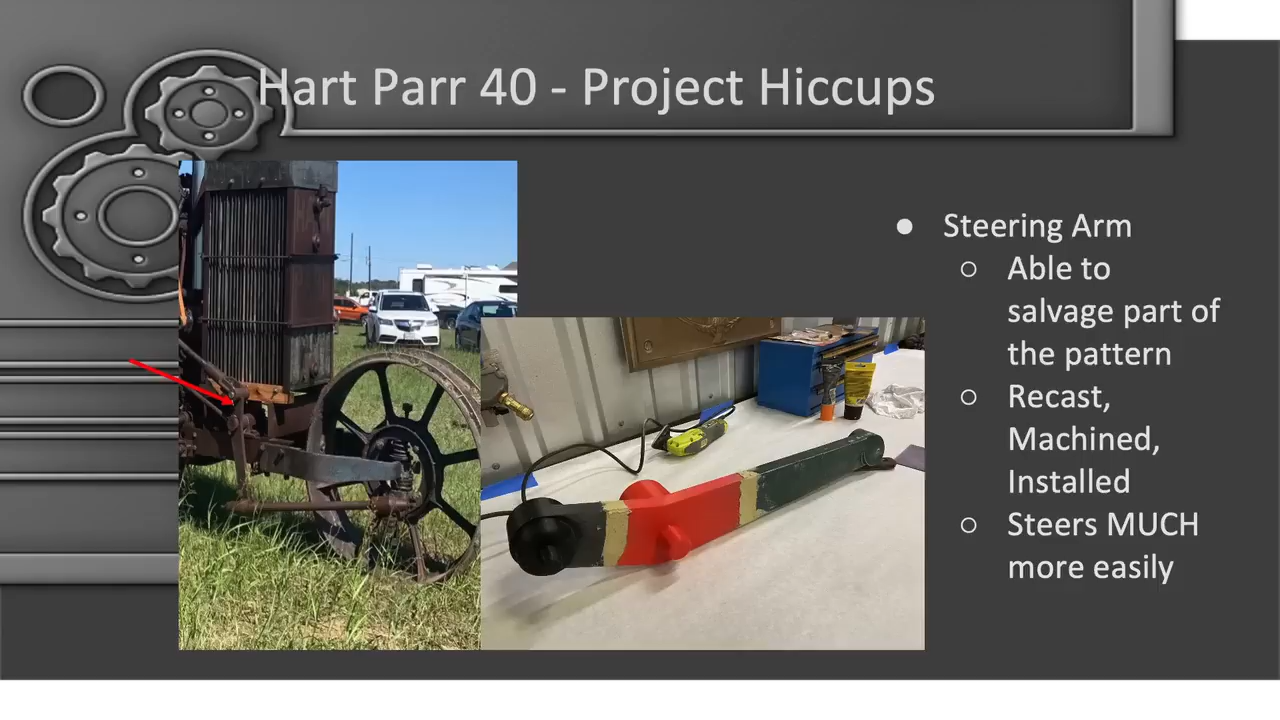 Hart Parr 40 - Project Hiccups
● Steering Arm
○ Able to
salvage part of
the pattern
○ Recast,
Machined,
Installed
○ Steers MUCH
more easily